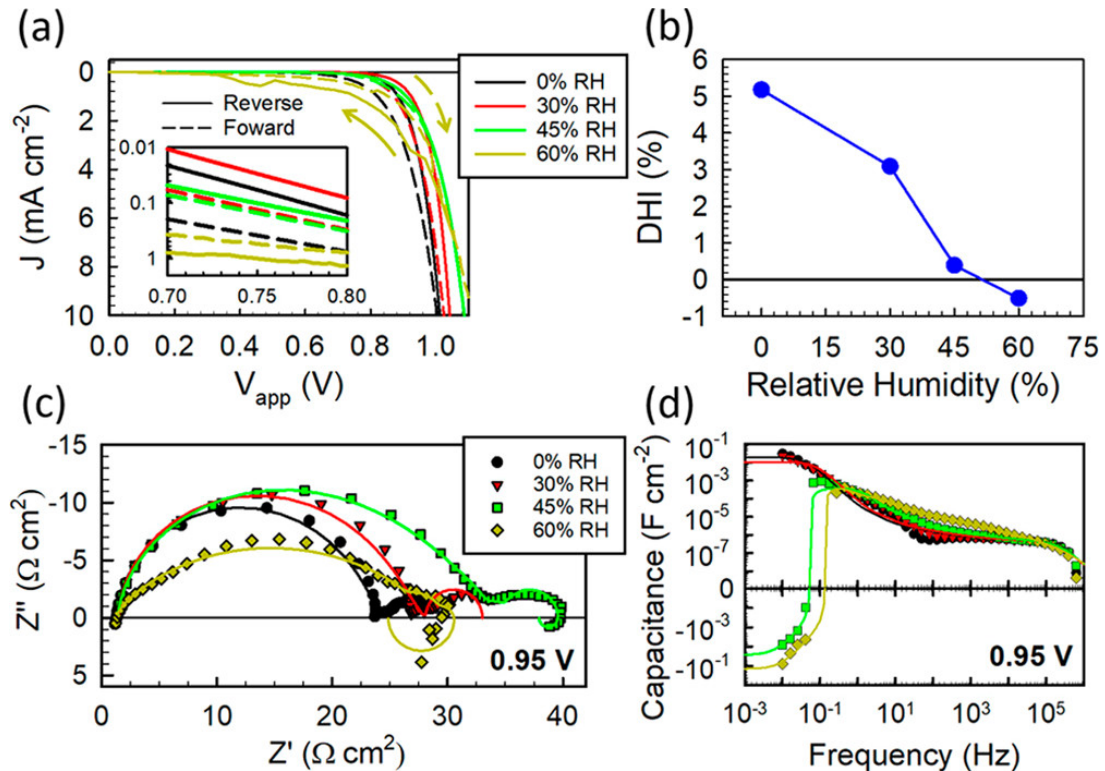 (a)
J (mA cm-2)
0
2
4
6
8
10
Reverse
Foward
0.01
0.1
1
0.70 0.75 0.80
0.0 0.2 0.4 0.6 0.8 1.0
Vapp (V)
0% RH
30% RH
45% RH
60% RH
(b)
DHI (%)
6
5
4
3
2
1
0
-1
0 15 30 45 60 75
Relative Humidity (%)
(c)
Z'' (Ω cm2)
-15
-10
-5
0
5
0% RH
30% RH
45% RH
60% RH
0.95 V
0 10 20 30 40
Z' (Ω cm2)
(d)
Capacitance (F cm-2)
10-1
10-3
10-5
10-7
0
-10-3
-10-1
0.95 V
10-3 10-1 101 103 105
Frequency (Hz)